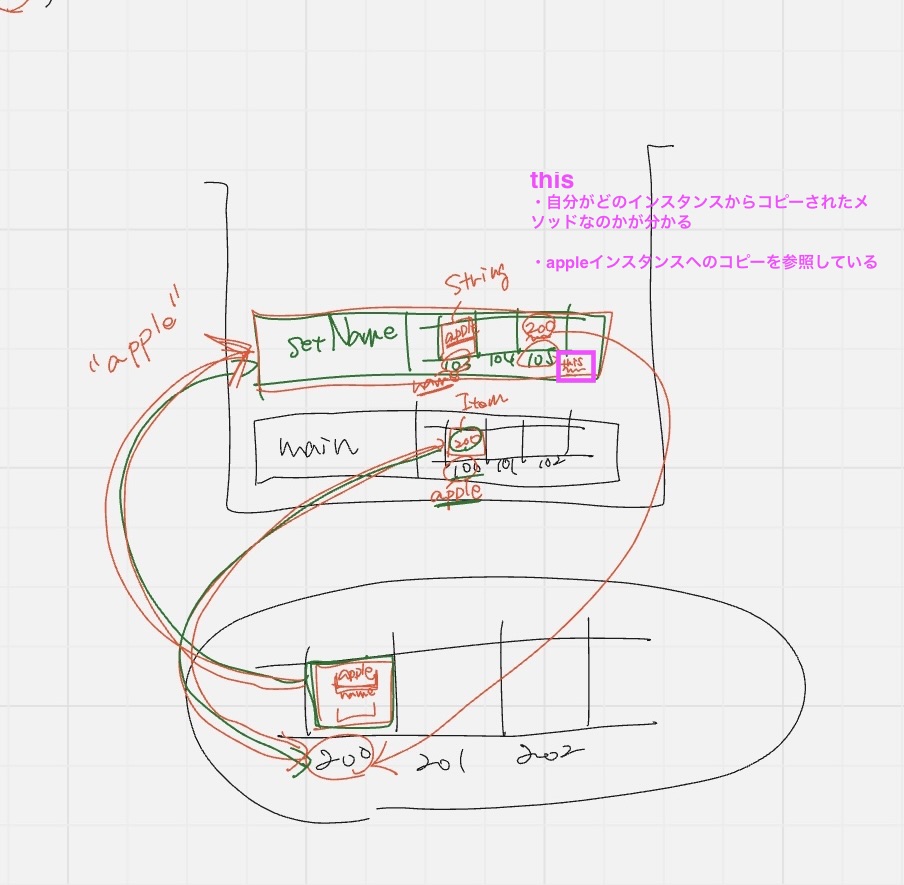 this
・自分がどのインスタンスからコピーされたメ
ソッドなのかが分かる
・appleインスタンスへのコピーを参照している
String
"apple"
setName
apple
200
103
104
105
this
name
Item
main
200
100
101
102
apple
apple
name
200
201
202